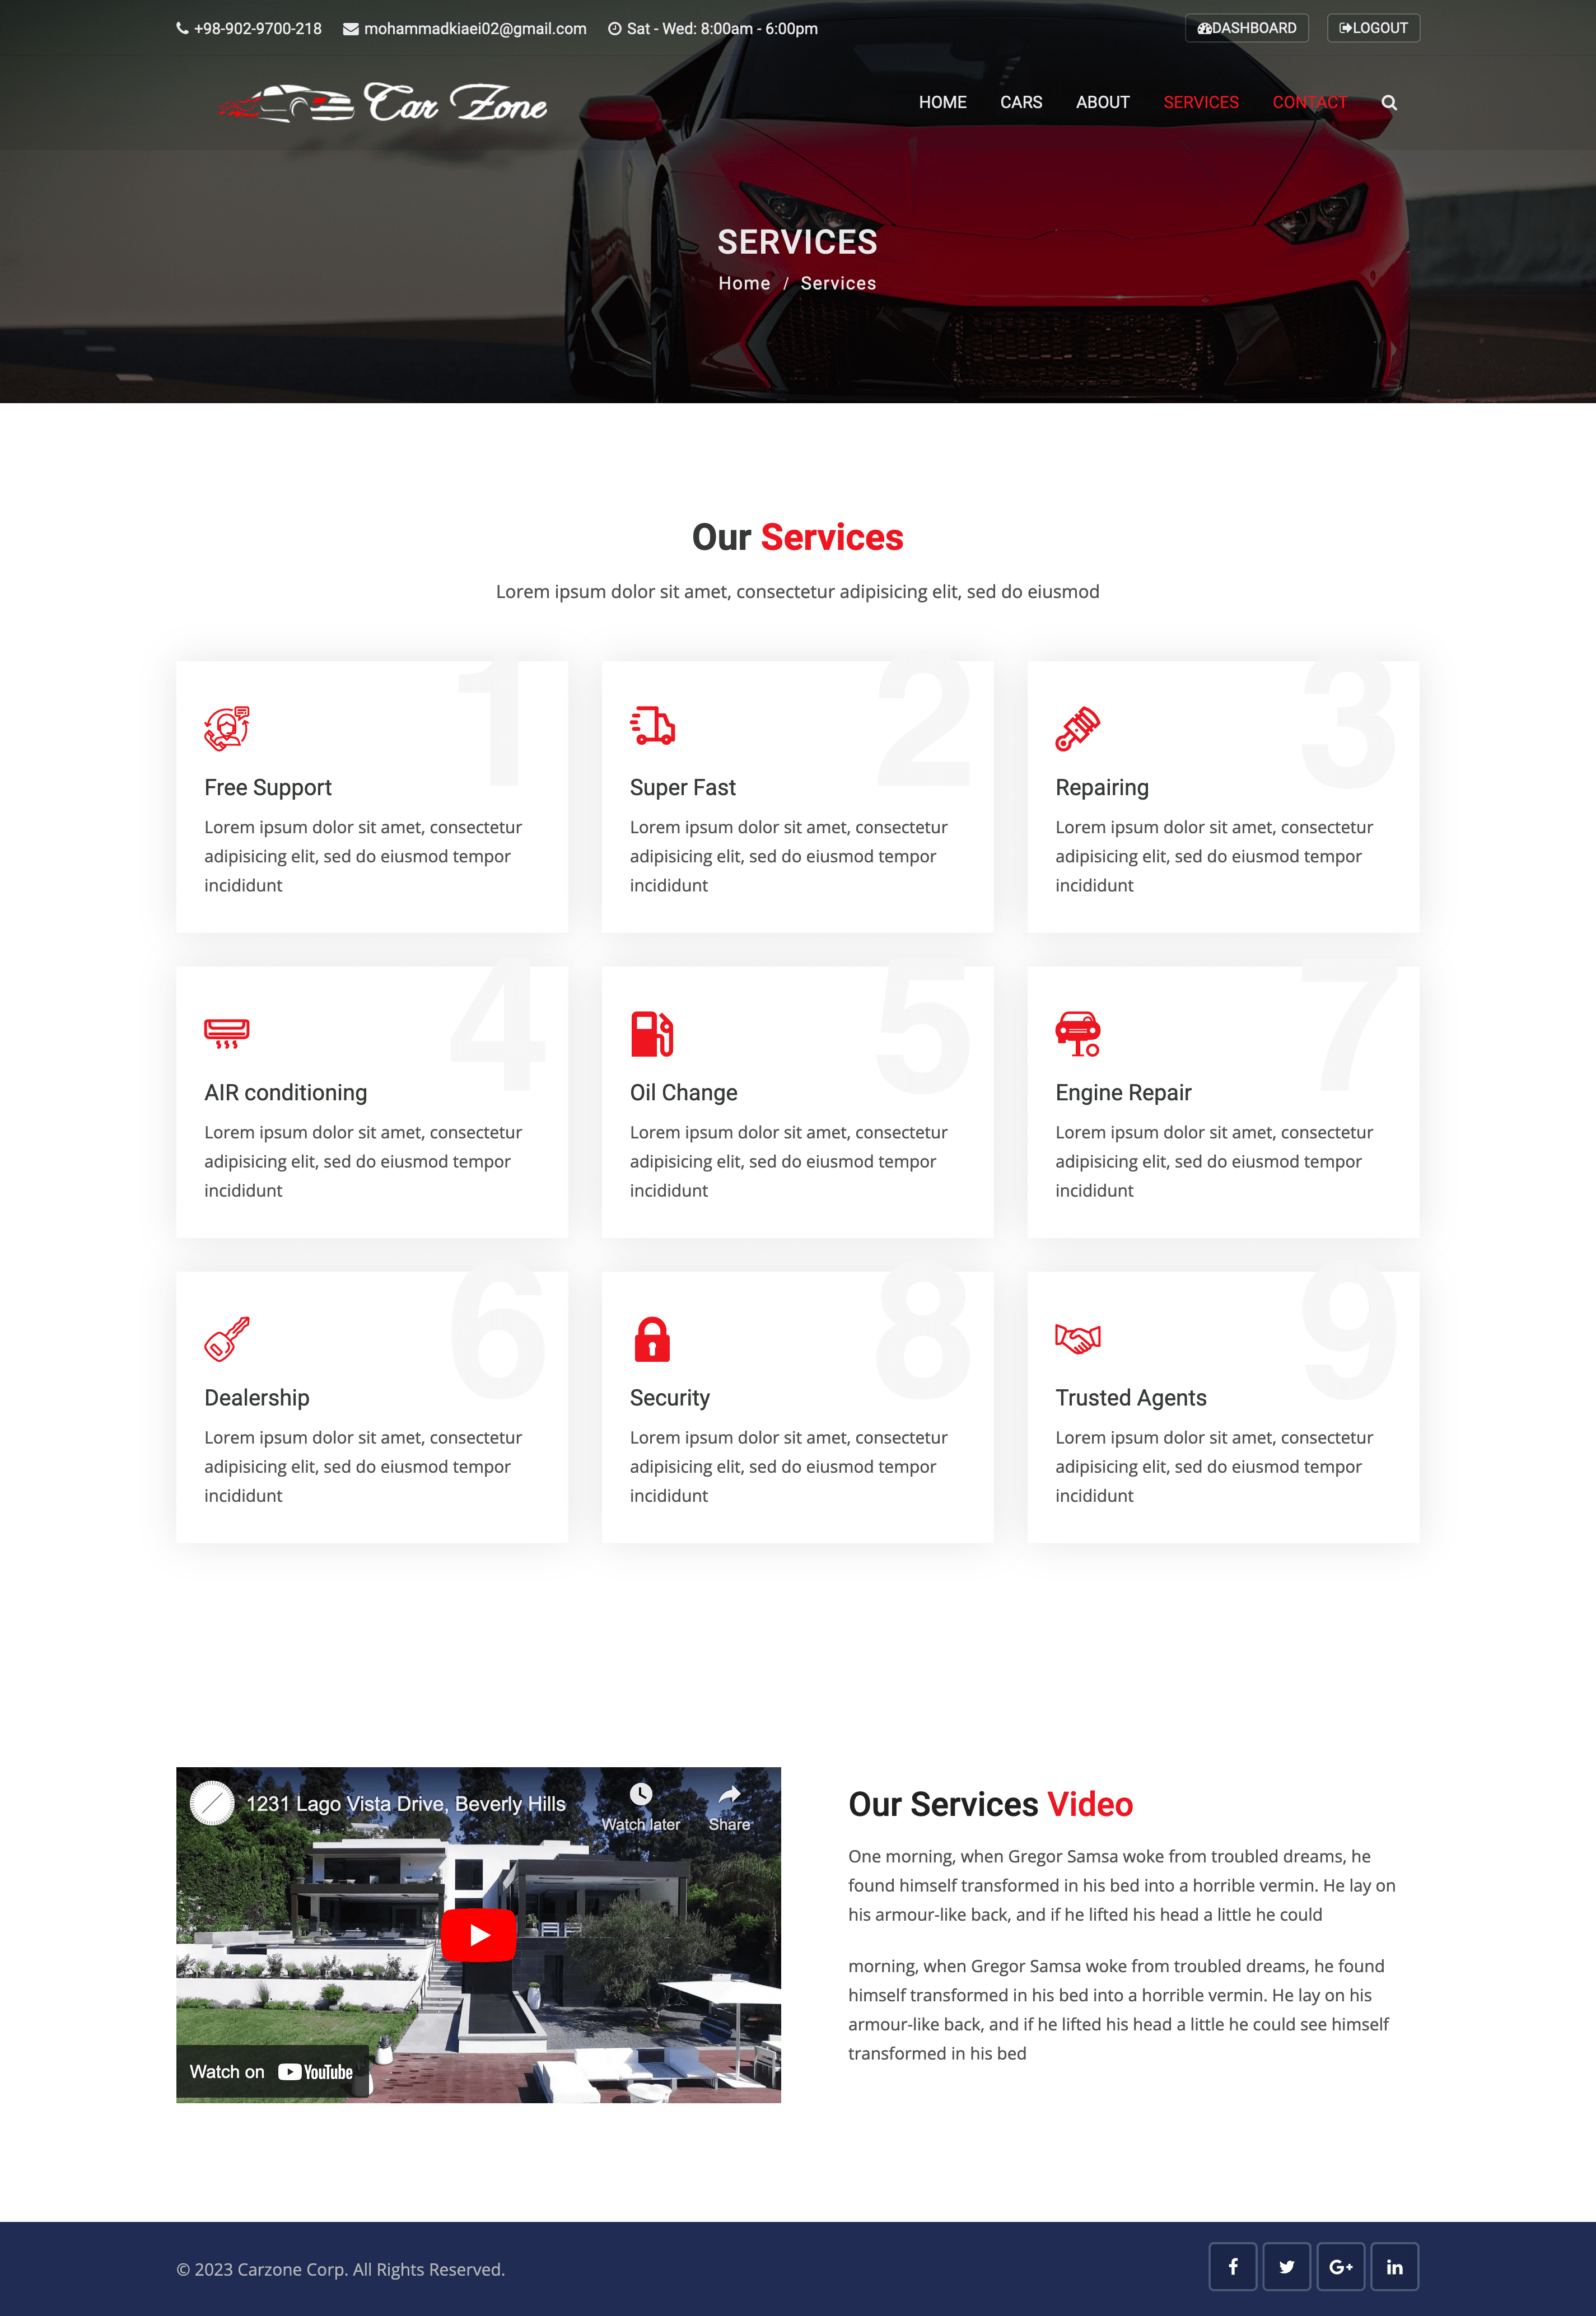 +98-902-9700-218 mohammadkiaei02@gmail.com Sat - Wed: 8:00am - 6:00pm DASHBOARD LOGOUT
Car Zone HOME CARS ABOUT SERVICES CONTACT
SERVICES
Home / Services
Our Services
Lorem ipsum dolor sit amet, consectetur adipisicing elit, sed do eiusmod
1
Free Support
Lorem ipsum dolor sit amet, consectetur
adipisicing elit, sed do eiusmod tempor
incididunt
2
Super Fast
Lorem ipsum dolor sit amet, consectetur
adipisicing elit, sed do eiusmod tempor
incididunt
3
Repairing
Lorem ipsum dolor sit amet, consectetur
adipisicing elit, sed do eiusmod tempor
incididunt
4
AIR conditioning
Lorem ipsum dolor sit amet, consectetur
adipisicing elit, sed do eiusmod tempor
incididunt
5
Oil Change
Lorem ipsum dolor sit amet, consectetur
adipisicing elit, sed do eiusmod tempor
incididunt
7
Engine Repair
Lorem ipsum dolor sit amet, consectetur
adipisicing elit, sed do eiusmod tempor
incididunt
6
Dealership
Lorem ipsum dolor sit amet, consectetur
adipisicing elit, sed do eiusmod tempor
incididunt
8
Security
Lorem ipsum dolor sit amet, consectetur
adipisicing elit, sed do eiusmod tempor
incididunt
9
Trusted Agents
Lorem ipsum dolor sit amet, consectetur
adipisicing elit, sed do eiusmod tempor
incididunt
1231 Lago Vista Drive, Beverly Hills
Watch later Share
Watch on YouTube
Our Services Video
One morning, when Gregor Samsa woke from troubled dreams, he
found himself transformed in his bed into a horrible vermin. He lay on
his armour-like back, and if he lifted his head a little he could
morning, when Gregor Samsa woke from troubled dreams, he found
himself transformed in his bed into a horrible vermin. He lay on his
armour-like back, and if he lifted his head a little he could see himself
transformed in his bed
© 2023 Carzone Corp. All Rights Reserved.